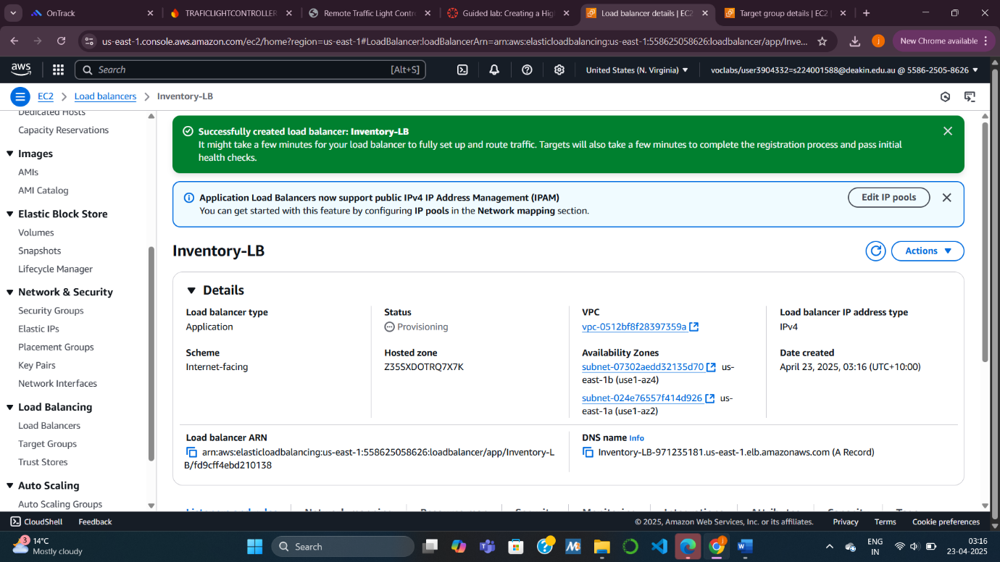 OnTrack
TRAFICLIGHTCONTROLLER
Remote Traffic Light Contr
Guided lab: Creating a Hig
Load balancer details | EC2
Target group details | EC2
us-east-1.console.aws.amazon.com/ec2/home?region=us-east-1#LoadBalancer:loadBalancerArn=arn:aws:elasticloadbalancing:us-east-1:558625058626:loadbalancer/app/Inve...
j
New Chrome available
aws
Search
[Alt+S]
United States (N. Virginia)
voclabs/user3904332=s224001588@deakin.edu.au @ 5586-2505-8626
EC2
Load balancers
Inventory-LB
Dedicated Hosts
Capacity Reservations
Images
AMIs
AMI Catalog
Elastic Block Store
Volumes
Snapshots
Lifecycle Manager
Network & Security
Security Groups
Elastic IPs
Placement Groups
Key Pairs
Network Interfaces
Load Balancing
Load Balancers
Target Groups
Trust Stores
Auto Scaling
Auto Scaling Groups
Successfully created load balancer: Inventory-LB
It might take a few minutes for your load balancer to fully set up and route traffic. Targets will also take a few minutes to complete the registration process and pass initial
health checks.
Application Load Balancers now support public IPv4 IP Address Management (IPAM)
You can get started with this feature by configuring IP pools in the Network mapping section.
Edit IP pools
Inventory-LB
Actions
Details
Load balancer type
Application
Status
Provisioning
VPC
vpc-0512bf8f28397359a
Load balancer IP address type
IPv4
Scheme
Internet-facing
Hosted zone
Z35SXDOTRQ7X7K
Availability Zones
subnet-07302aedd32135d70 us-
east-1b (use1-az4)
subnet-024e76557f414d926 us-
east-1a (use1-az2)
Date created
April 23, 2025, 03:16 (UTC+10:00)
Load balancer ARN
arn:aws:elasticloadbalancing:us-east-1:558625058626:loadbalancer/app/Inventory-L
B/fd9cff4ebd210138
DNS name Info
Inventory-LB-971235181.us-east-1.elb.amazonaws.com (A Record)
CloudShell
Feedback
© 2025, Amazon Web Services, Inc. or its affiliates.
Privacy
Terms
Cookie preferences
3
14°C
Mostly cloudy
Search
ENG
IN
03:16
23-04-2025